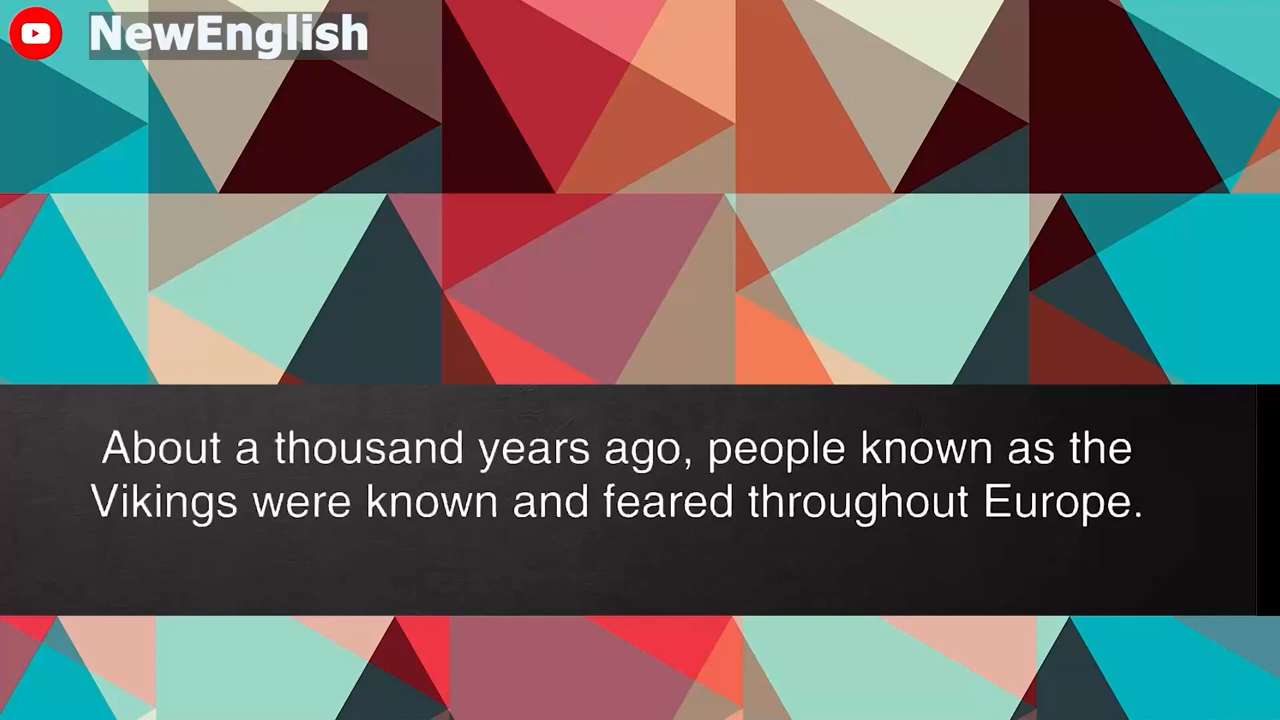 NewEnglish
About a thousand years ago, people known as the
Vikings were known and feared throughout Europe.